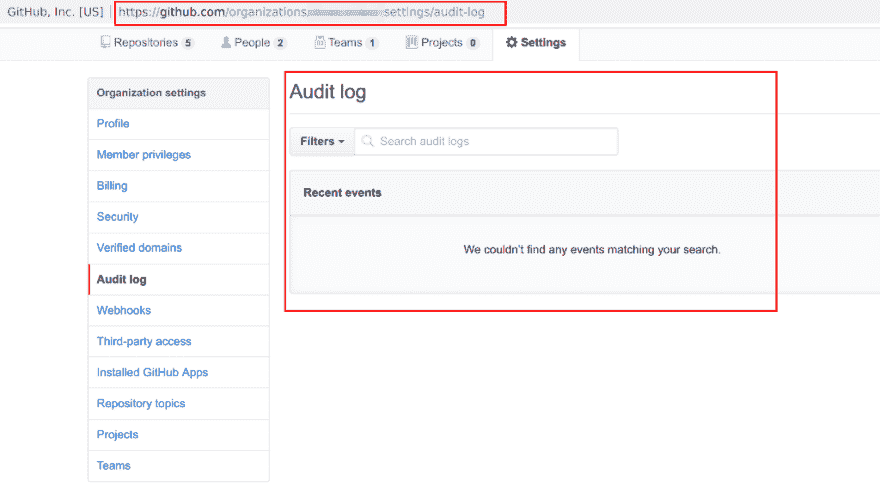 GitHub, Inc. [US] https://github.com/organizations settings/audit-log
Repositories 5 People 2 Teams 1 Projects 0 Settings
Organization settings
Profile
Member privileges
Billing
Security
Verified domains
Audit log
Webhooks
Third-party access
Installed GitHub Apps
Repository topics
Projects
Teams
Audit log
Filters Search audit logs
Recent events
We couldn't find any events matching your search.